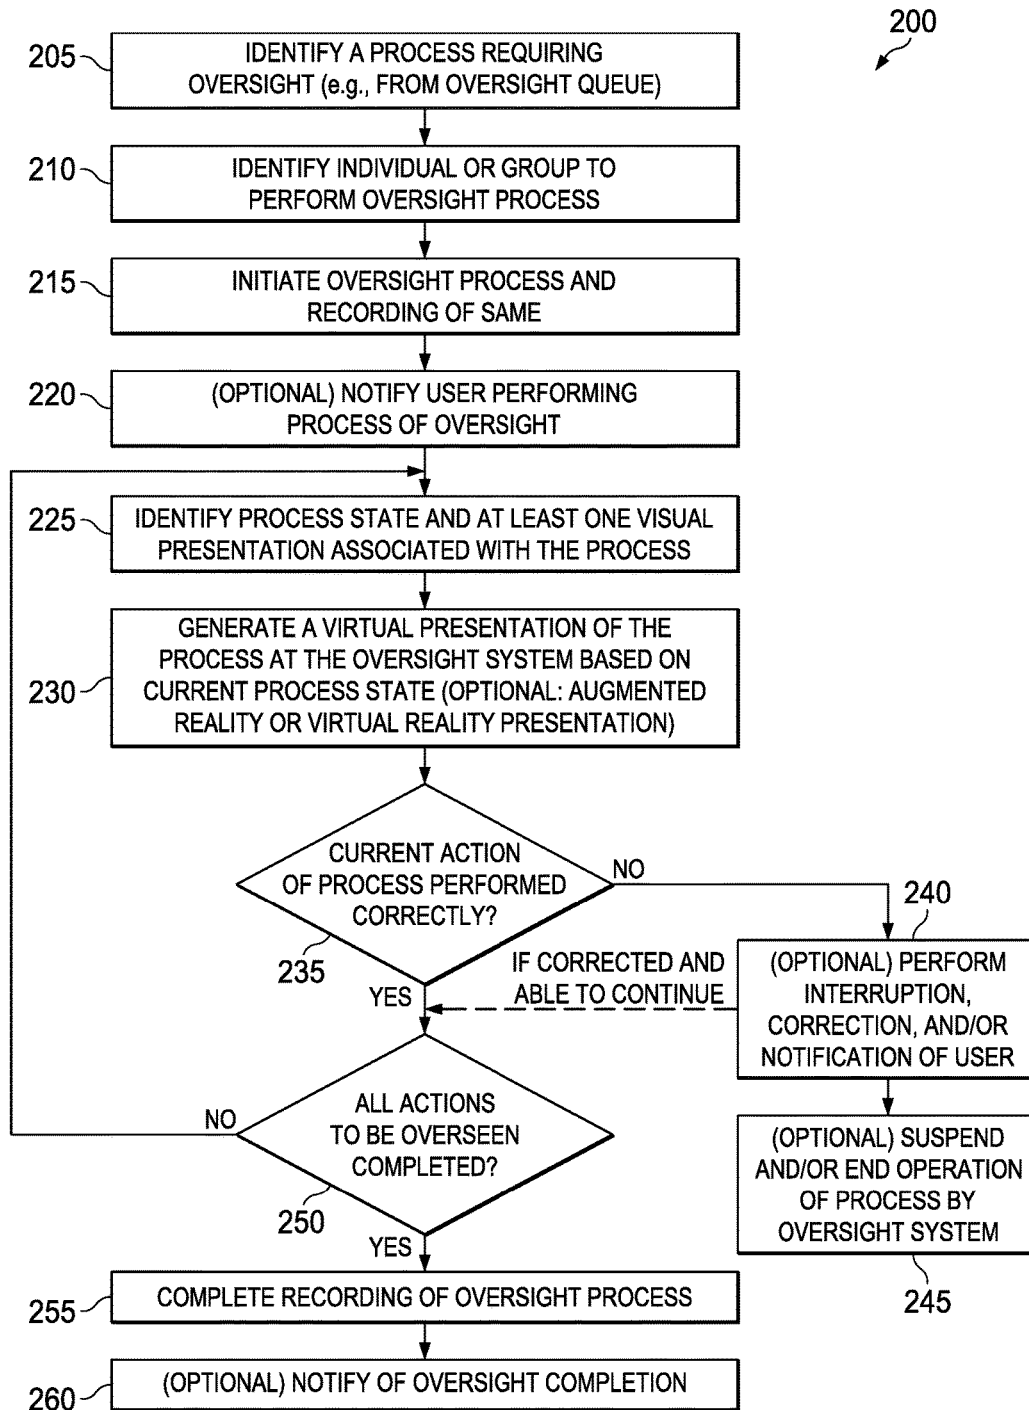 200
205
IDENTIFY A PROCESS REQUIRING
OVERSIGHT (e.g., FROM OVERSIGHT QUEUE)
210
IDENTIFY INDIVIDUAL OR GROUP TO
PERFORM OVERSIGHT PROCESS
215
INITIATE OVERSIGHT PROCESS AND
RECORDING OF SAME
220
(OPTIONAL) NOTIFY USER PERFORMING
PROCESS OF OVERSIGHT
225
IDENTIFY PROCESS STATE AND AT LEAST ONE VISUAL
PRESENTATION ASSOCIATED WITH THE PROCESS
230
GENERATE A VIRTUAL PRESENTATION OF THE
PROCESS AT THE OVERSIGHT SYSTEM BASED ON
CURRENT PROCESS STATE (OPTIONAL: AUGMENTED
REALITY OR VIRTUAL REALITY PRESENTATION)
CURRENT ACTION
OF PROCESS PERFORMED
CORRECTLY?
235
NO
YES
240
(OPTIONAL) PERFORM
INTERRUPTION,
CORRECTION, AND/OR
NOTIFICATION OF USER
IF CORRECTED AND
ABLE TO CONTINUE
(OPTIONAL) SUSPEND
AND/OR END OPERATION
OF PROCESS BY
OVERSIGHT SYSTEM
245
ALL ACTIONS
TO BE OVERSEEN
COMPLETED?
250
NO
YES
255
COMPLETE RECORDING OF OVERSIGHT PROCESS
260
(OPTIONAL) NOTIFY OF OVERSIGHT COMPLETION